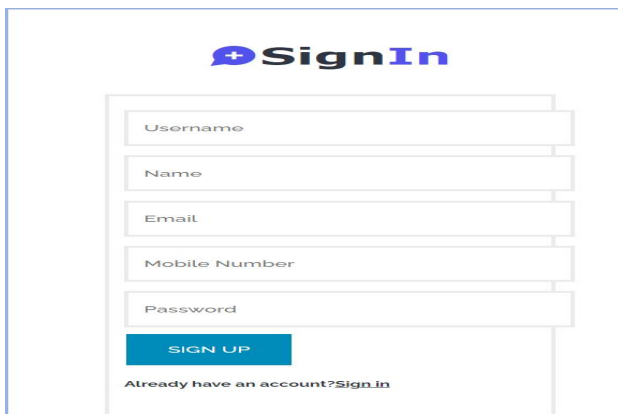 SignIn
Username
Name
Email
Mobile Number
Password
SIGN UP
Already have an account?Sign in